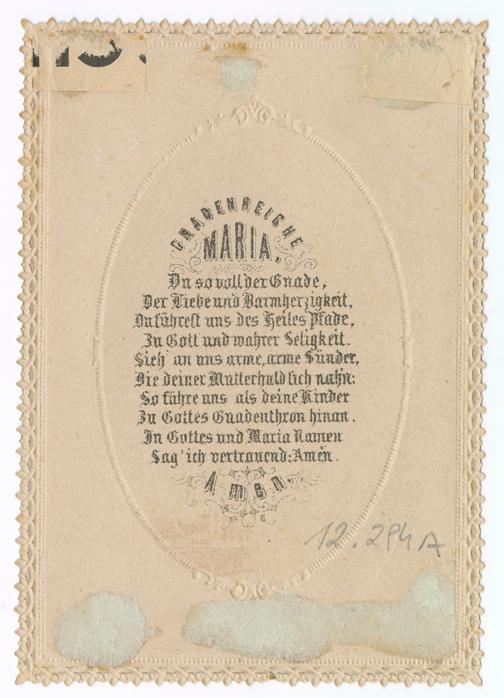 GNADENREICHE
MARIA,
Du so voll der Gnade,
Der Liebe und Barmherzigkeit,
Du führest uns des Heiles Pfade,
Zu Gott und wahrer Seligkeit.
Sieh' an uns arme, arme Sünder,
Die deiner Mutterhuld sich nah'n:
So führe uns als deine Kinder
Zu Gottes Gnadenthron hinan.
In Gottes und Maria Namen
Sag' ich vertrauend: Amen.
AMEN.
12.294A